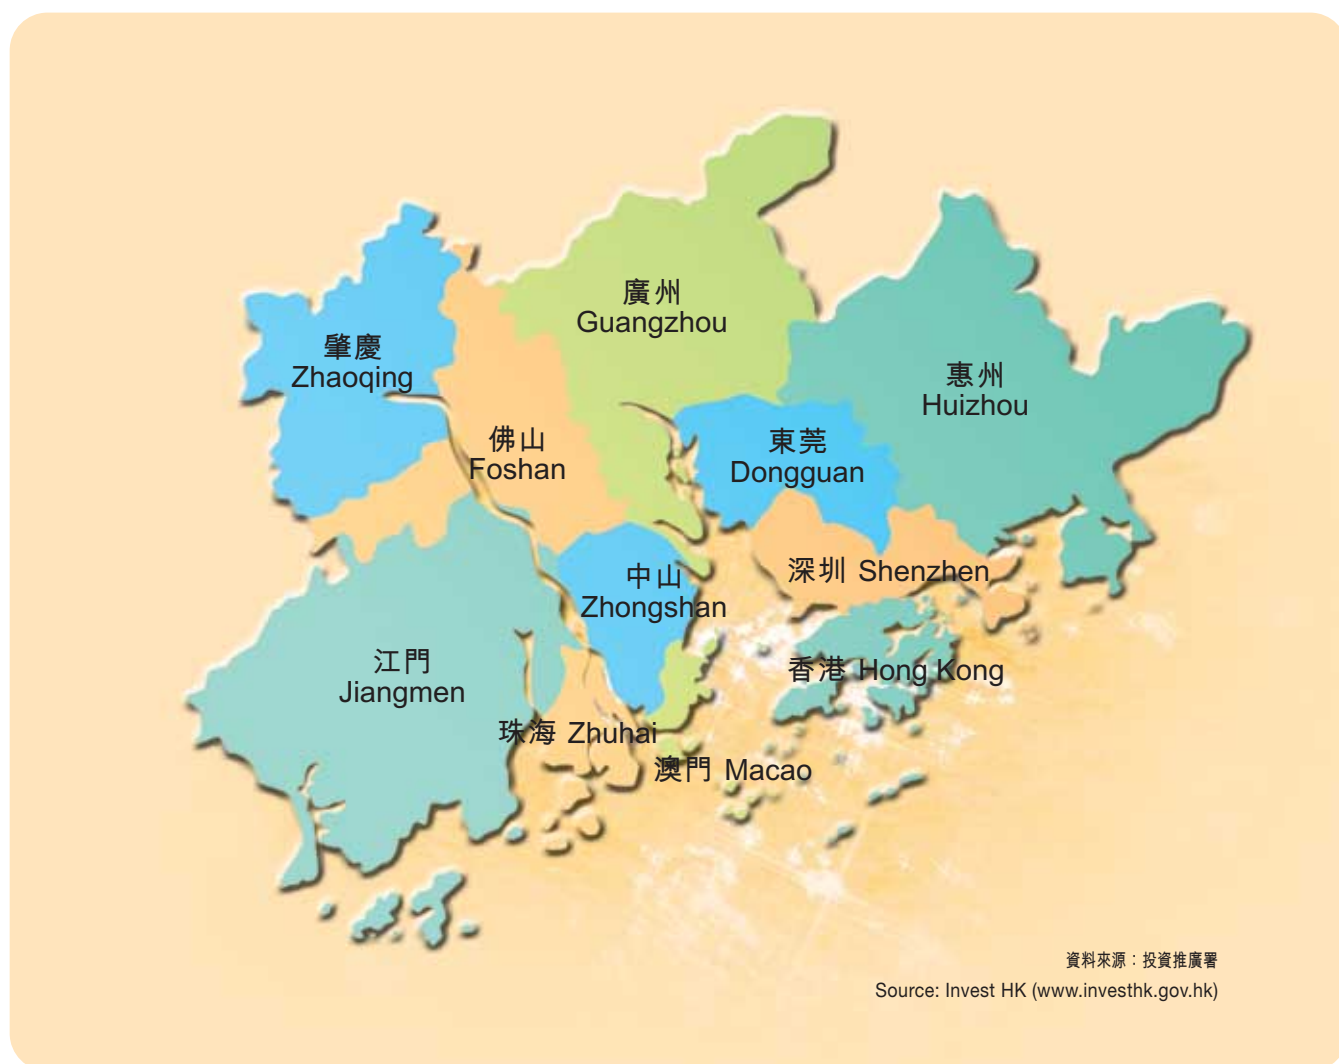 廣州
Guangzhou
肇慶
Zhaoqing
惠州
Huizhou
佛山
Foshan
東莞
Dongguan
深圳 Shenzhen
中山
Zhongshan
江門
Jiangmen
香港 Hong Kong
珠海 Zhuhai
澳門 Macao
資料來源：投資推廣署
Source: Invest HK (www.investhk.gov.hk)